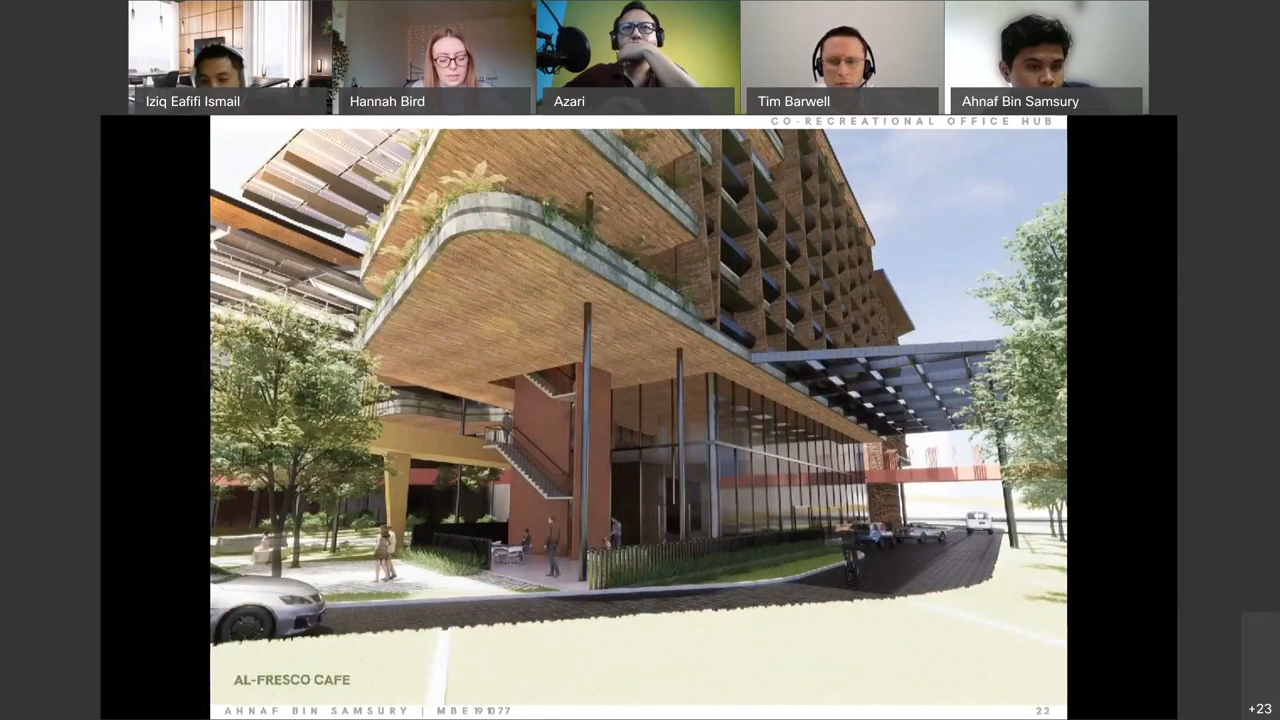 Iziq Eafifi Ismail
Hannah Bird
Azari
Tim Barwell
Ahnaf Bin Samsury
CO-RECREATIONAL OFFICE HUB
AL-FRESCO CAFE
AHNAF BIN SAMSURY | MBE191077
22
+23